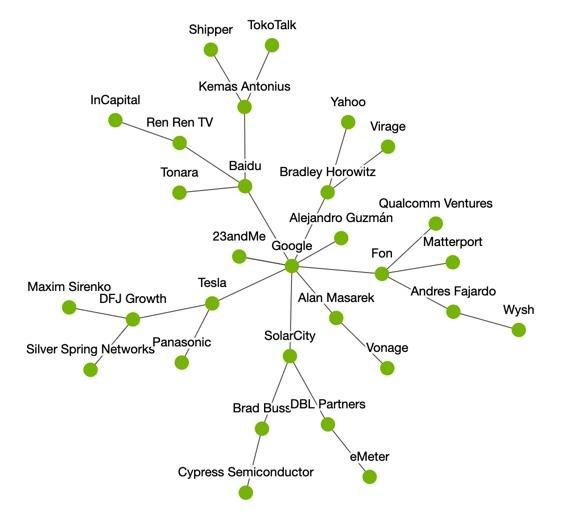 TokoTalk
Shipper
Kemas Antonius
InCapital
Yahoo
Ren Ren TV
Virage
Baidu
Tonara
Bradley Horowitz
Qualcomm Ventures
Alejandro Guzmán
23andMe
Google
Matterport
Fon
Tesla
Maxim Sirenko
DFJ Growth
Alan Masarek
Andres Fajardo
Wysh
SolarCity
Silver Spring Networks
Panasonic
Vonage
Brad Buss
DBL Partners
eMeter
Cypress Semiconductor